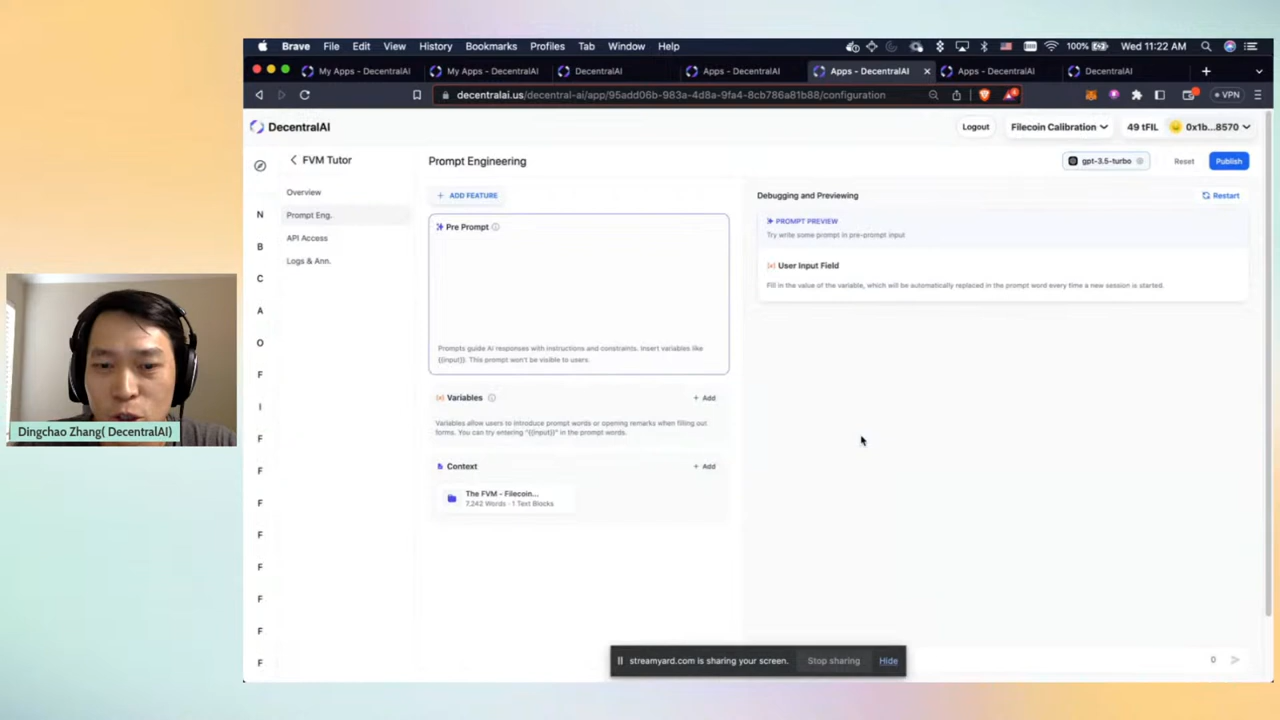 Brave File Edit View History Bookmarks Profiles Tab Window Help 100% Wed 11:22 AM
My Apps - DecentralAI My Apps - DecentralAI DecentralAI Apps - DecentralAI Apps - DecentralAI Apps - DecentralAI DecentralAI
decentralai.us/decentral-ai/app/95add06b-983a-4d8a-9fa4-8cb786a81b88/configuration VPN
DecentralAI Logout Filecoin Calibration 49 tFIL 0x1b...8570
FVM Tutor Prompt Engineering gpt-3.5-turbo Reset Publish
Overview
Prompt Eng.
API Access
Logs & Ann.
N
B
C
A
O
F
I
F
F
F
F
F
F
F
F
+ ADD FEATURE
Pre Prompt
Prompts guide AI responses with instructions and constraints. Insert variables like
{{input}}. This prompt won't be visible to users.
Variables + Add
Variables allow users to introduce prompt words or opening remarks when filling out
forms. You can try entering "{{input}}" in the prompt words.
Context + Add
The FVM - Filecoin...
7,242 Words · 1 Text Blocks
Debugging and Previewing Restart
PROMPT PREVIEW
Try write some prompt in pre-prompt input
User Input Field
Fill in the value of the variable, which will be automatically replaced in the prompt word every time a new session is started.
0
streamyard.com is sharing your screen. Stop sharing Hide
Dingchao Zhang( DecentralAI)